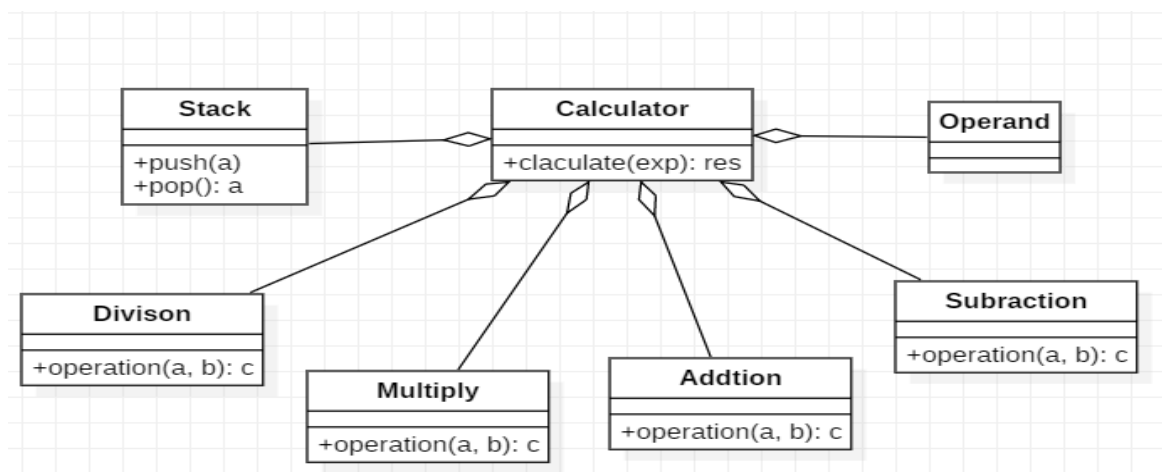 Stack
+push(a)
+pop(): a
Calculator
+claculate(exp): res
Operand
Divison
+operation(a, b): c
Multiply
+operation(a, b): c
Addtion
+operation(a, b): c
Subraction
+operation(a, b): c